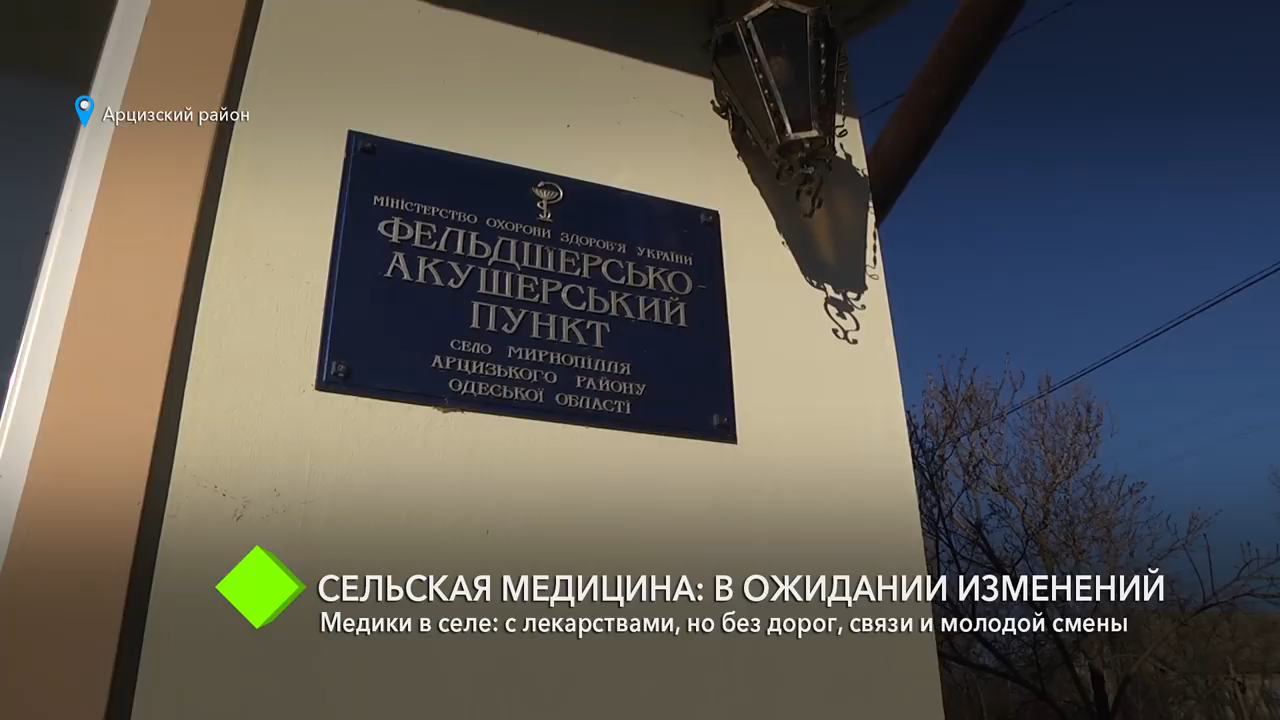 Арцизский район
МІНІСТЕРСТВО ОХОРОНИ ЗДОРОВ'Я УКРАЇНИ
ФЕЛЬДШЕРСЬКО-
АКУШЕРСЬКИЙ
ПУНКТ
СЕЛО МИРНОПІЛЛЯ
АРЦИЗЬКОГО РАЙОНУ
ОДЕСЬКОЇ ОБЛАСТІ
СЕЛЬСКАЯ МЕДИЦИНА: В ОЖИДАНИИ ИЗМЕНЕНИЙ
Медики в селе: с лекарствами, но без дорог, связи и молодой смены